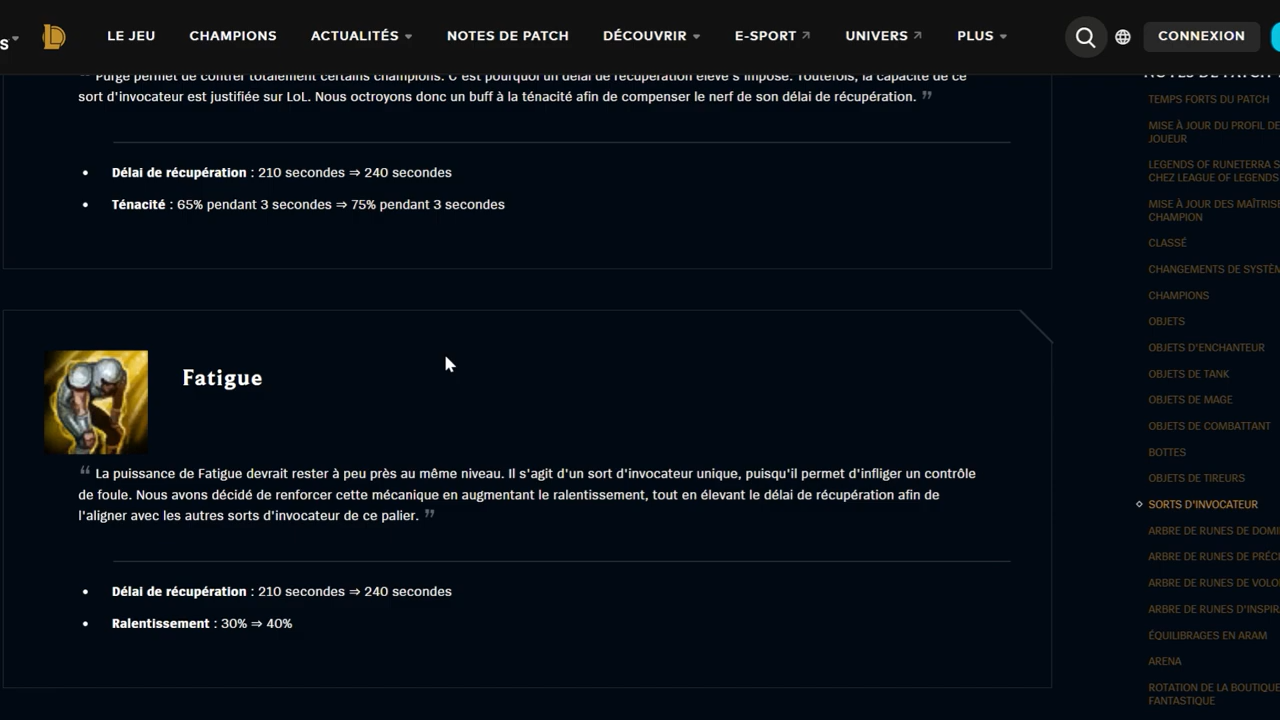 S
LE JEU
CHAMPIONS
ACTUALITÉS
NOTES DE PATCH
DÉCOUVRIR
E-SPORT
UNIVERS
PLUS
CONNEXION
“ Purge permet de contrer totalement certains champions. C'est pourquoi un délai de récupération élevé s'impose. Toutefois, la capacité de ce
sort d'invocateur est justifiée sur LoL. Nous octroyons donc un buff à la ténacité afin de compenser le nerf de son délai de récupération. ”
• Délai de récupération : 210 secondes ⇒ 240 secondes
• Ténacité : 65% pendant 3 secondes ⇒ 75% pendant 3 secondes
Fatigue
“ La puissance de Fatigue devrait rester à peu près au même niveau. Il s'agit d'un sort d'invocateur unique, puisqu'il permet d'infliger un contrôle
de foule. Nous avons décidé de renforcer cette mécanique en augmentant le ralentissement, tout en élevant le délai de récupération afin de
l'aligner avec les autres sorts d'invocateur de ce palier. ”
• Délai de récupération : 210 secondes ⇒ 240 secondes
• Ralentissement : 30% ⇒ 40%
NOTES DE PATCH
TEMPS FORTS DU PATCH
MISE À JOUR DU PROFIL DE
JOUEUR
LEGENDS OF RUNETERRA S
CHEZ LEAGUE OF LEGENDS
MISE À JOUR DES MAÎTRISE
CHAMPION
CLASSÉ
CHANGEMENTS DE SYSTÈM
CHAMPIONS
OBJETS
OBJETS D'ENCHANTEUR
OBJETS DE TANK
OBJETS DE MAGE
OBJETS DE COMBATTANT
BOTTES
OBJETS DE TIREURS
SORTS D'INVOCATEUR
ARBRE DE RUNES DE DOMI
ARBRE DE RUNES DE PRÉCI
ARBRE DE RUNES DE VOLO
ARBRE DE RUNES D'INSPIRA
ÉQUILIBRAGES EN ARAM
ARENA
ROTATION DE LA BOUTIQUE
FANTASTIQUE